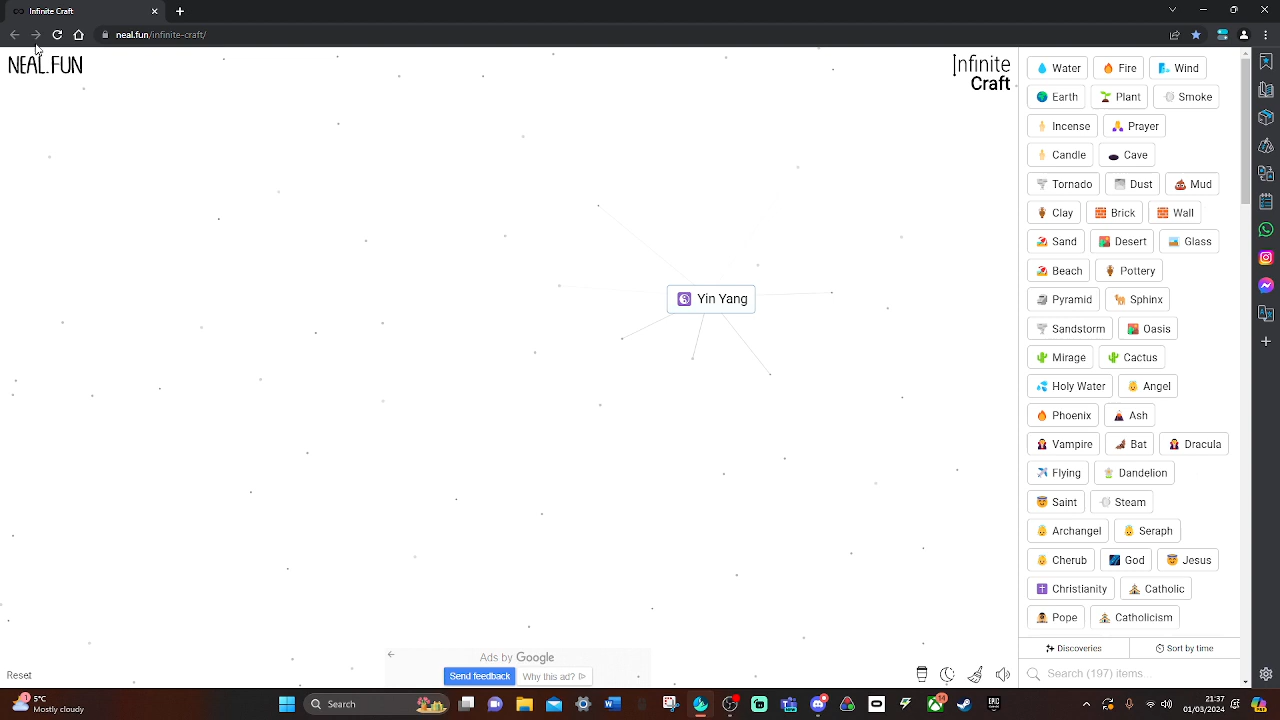 Infinite Craft
neal.fun/infinite-craft/
NEAL.FUN
Infinite
Craft
Water Fire Wind
Earth Plant Smoke
Incense Prayer
Candle Cave
Tornado Dust Mud
Clay Brick Wall
Sand Desert Glass
Beach Pottery
Pyramid Sphinx
Sandstorm Oasis
Mirage Cactus
Holy Water Angel
Phoenix Ash
Vampire Bat Dracula
Flying Dandelion
Saint Steam
Archangel Seraph
Cherub God Jesus
Christianity Catholic
Pope Catholicism
Yin Yang
Discoveries Sort by time
Search (197) items...
Ads by Google
Send feedback Why this ad?
Reset
5°C
Mostly cloudy
Search
14
21:37
01/03/2024